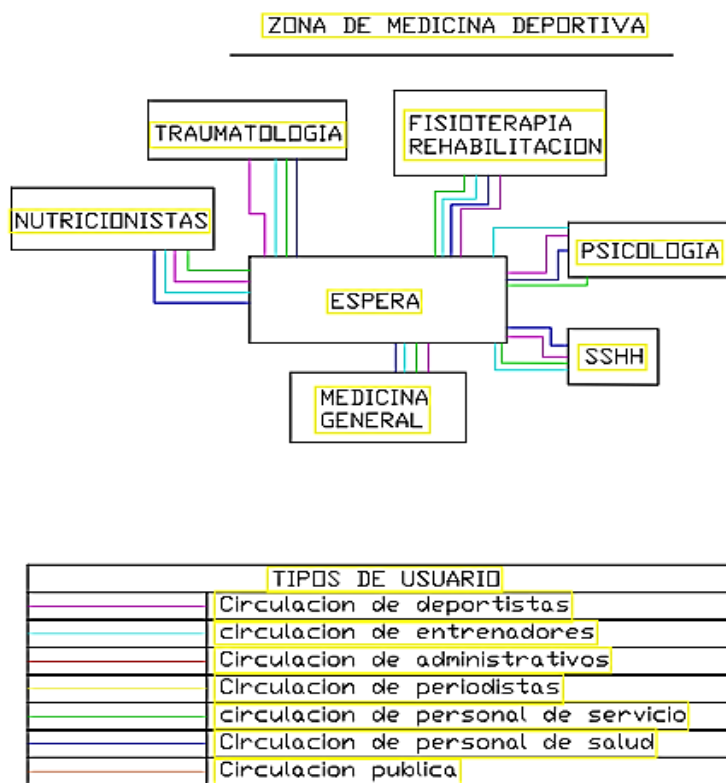 ZONA DE MEDICINA DEPORTIVA
TRAUMATOLOGIA
FISIOTERAPIA
REHABILITACION
NUTRICIONISTAS
PSICOLOGIA
ESPERA
SSHH
MEDICINA
GENERAL
TIPOS DE USUARIO
Circulacion de deportistas
circulacion de entrenadores
Circulacion de administrativos
Circulacion de periodistas
circulacion de personal de servicio
Circulacion de personal de salud
Circulacion publica